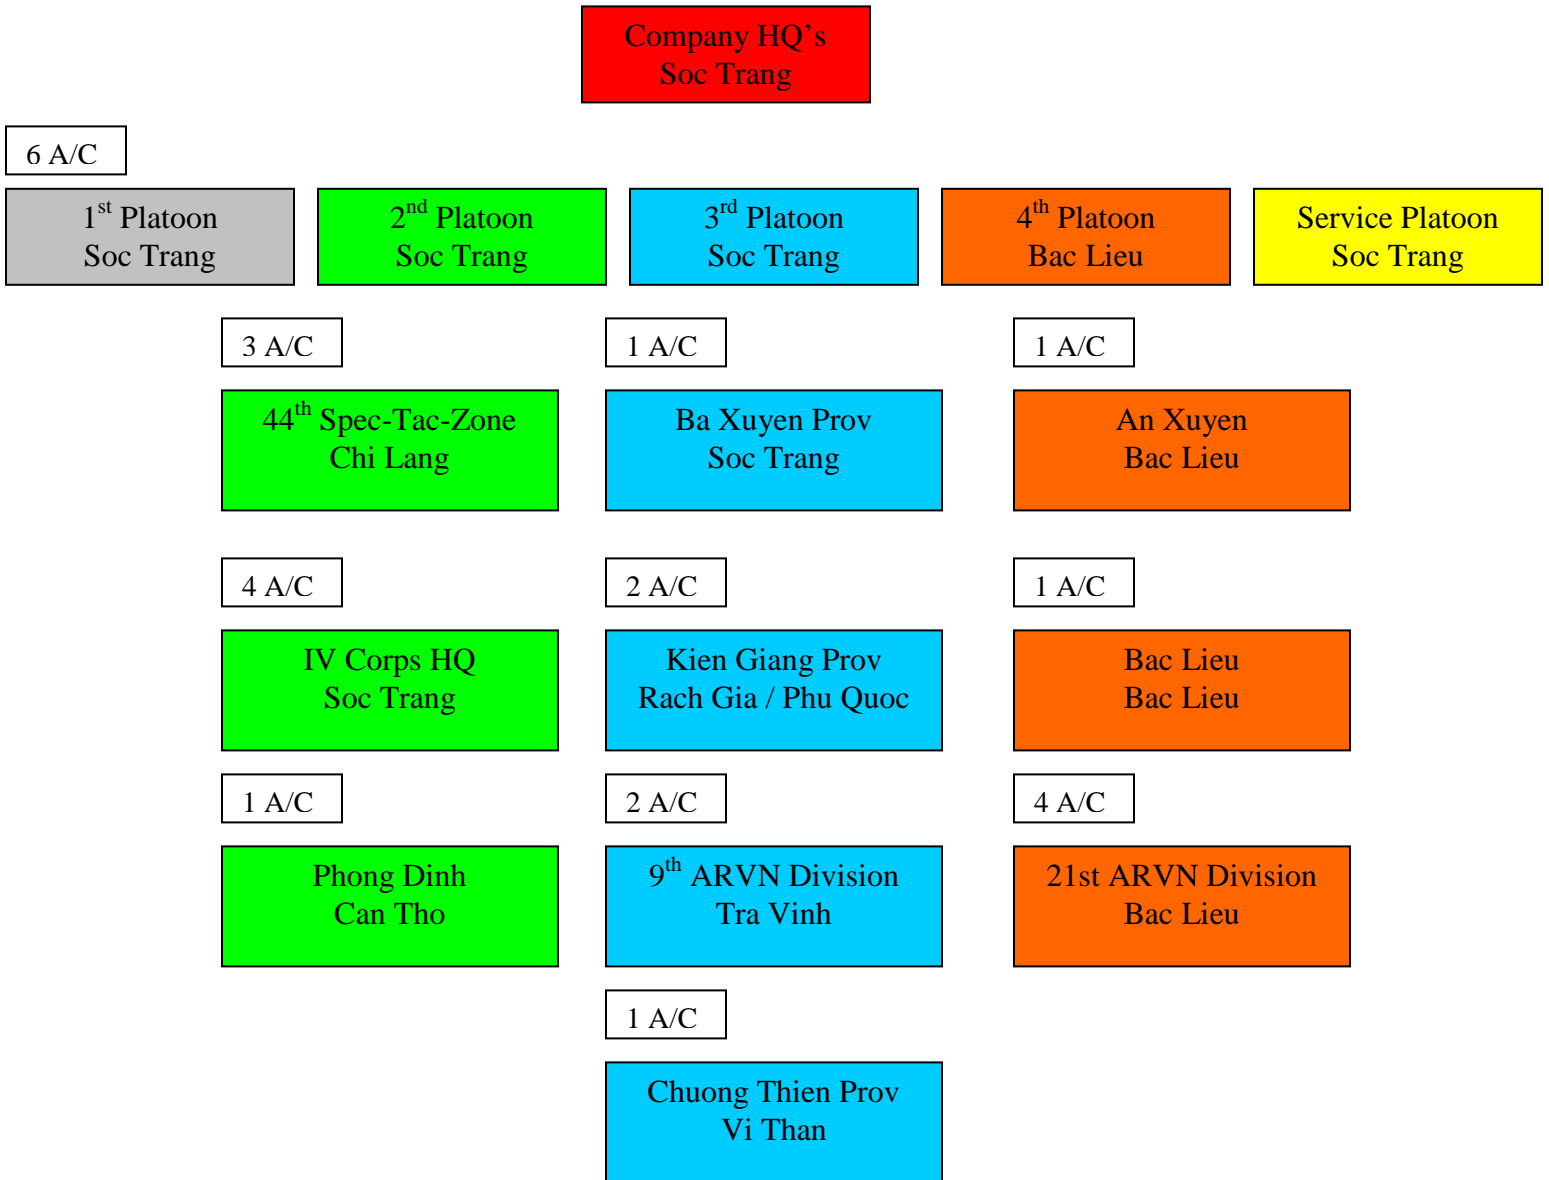 Company HQ’s
Soc Trang
6 A/C
1st Platoon
Soc Trang
2nd Platoon
Soc Trang
3rd Platoon
Soc Trang
4th Platoon
Bac Lieu
Service Platoon
Soc Trang
3 A/C
1 A/C
1 A/C
44th Spec-Tac-Zone
Chi Lang
Ba Xuyen Prov
Soc Trang
An Xuyen
Bac Lieu
4 A/C
2 A/C
1 A/C
IV Corps HQ
Soc Trang
Kien Giang Prov
Rach Gia / Phu Quoc
Bac Lieu
Bac Lieu
1 A/C
2 A/C
4 A/C
Phong Dinh
Can Tho
9th ARVN Division
Tra Vinh
21st ARVN Division
Bac Lieu
1 A/C
Chuong Thien Prov
Vi Than